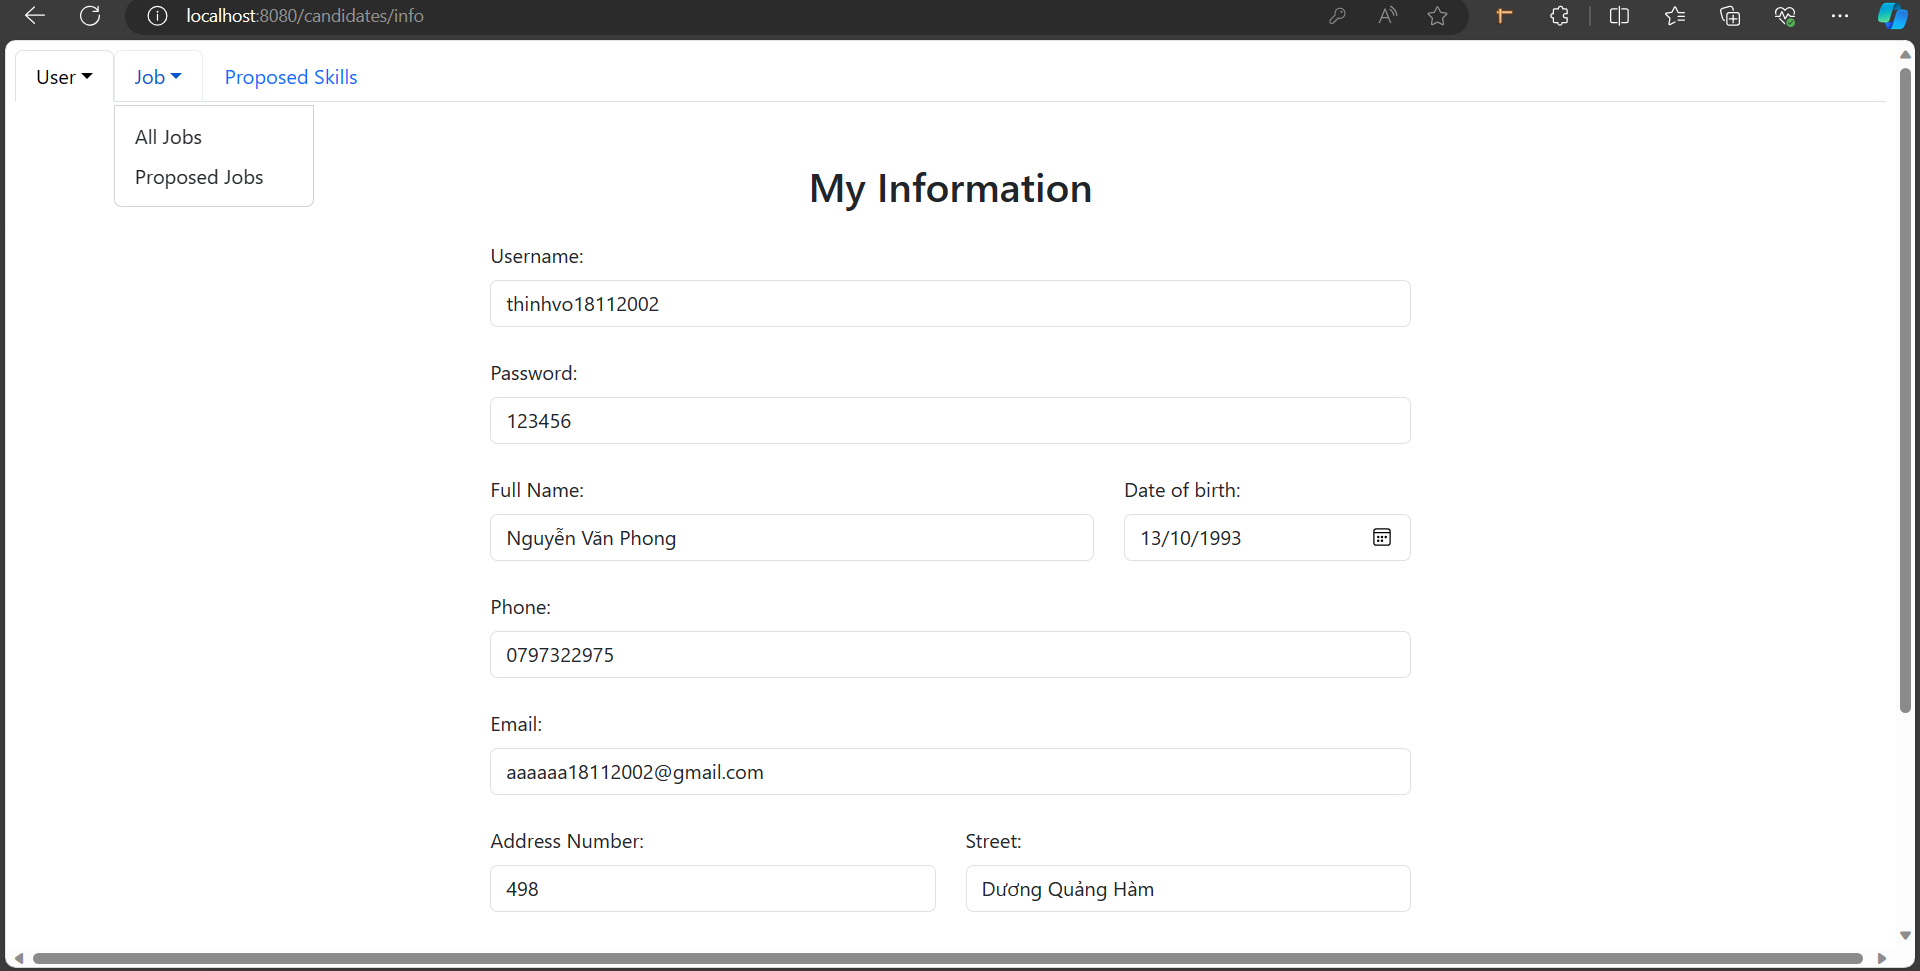 localhost:8080/candidates/info
User Job Proposed Skills
All Jobs
Proposed Jobs
My Information
Username:
thinhvo18112002
Password:
123456
Full Name: Date of birth:
Nguyễn Văn Phong 13/10/1993
Phone:
0797322975
Email:
aaaaaa18112002@gmail.com
Address Number: Street:
498 Dương Quảng Hàm